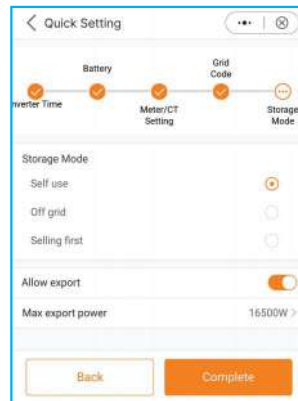 Quick Setting
Battery
Grid
Code
nverter Time
Meter/CT
Setting
Storage
Mode
Storage Mode
Self use
Off grid
Selling first
Allow export
Max export power 16500W >
Back
Complete